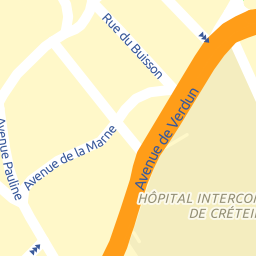 Rue du Buisson
Avenue de Verdun
Avenue de la Marne
Avenue Pauline
HÔPITAL INTERCO
DE CRÉTEI